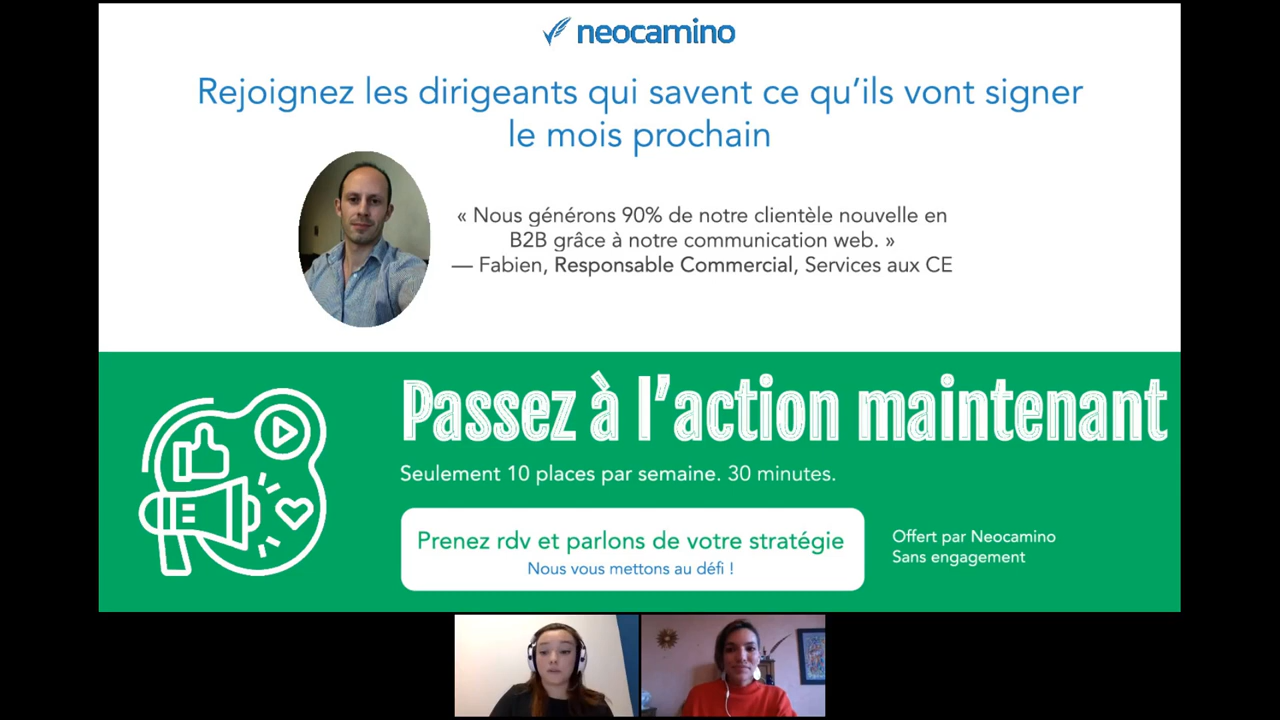 neocamino
Rejoignez les dirigeants qui savent ce qu'ils vont signer
le mois prochain
« Nous générons 90% de notre clientèle nouvelle en
B2B grâce à notre communication web. »
— Fabien, Responsable Commercial, Services aux CE
Passez à l'action maintenant
Seulement 10 places par semaine. 30 minutes.
Prenez rdv et parlons de votre stratégie
Nous vous mettons au défi !
Offert par Neocamino
Sans engagement